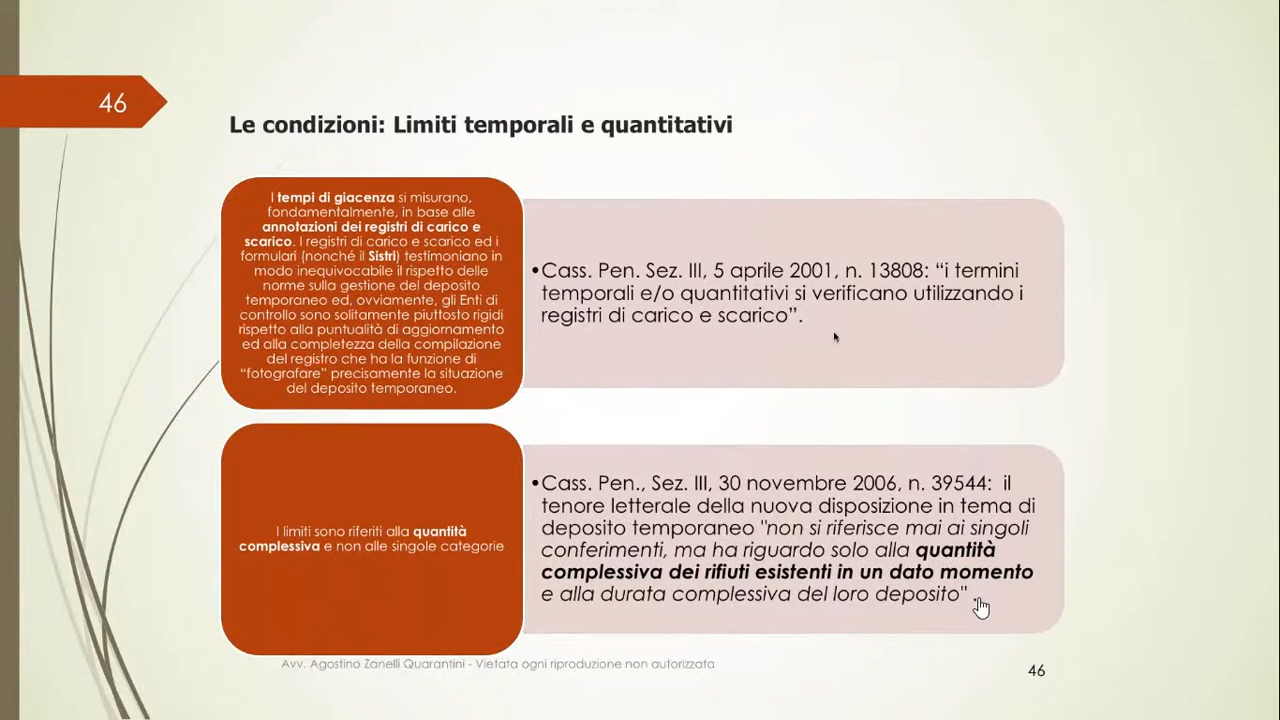 46
Le condizioni: Limiti temporali e quantitativi
I tempi di giacenza si misurano,
fondamentalmente, in base alle
annotazioni dei registri di carico e
scarico. I registri di carico e scarico ed i
formulari (nonché il Sistri) testimoniano in
modo inequivocabile il rispetto delle
norme sulla gestione del deposito
temporaneo ed, ovviamente, gli Enti di
controllo sono solitamente piuttosto rigidi
rispetto alla puntualità di aggiornamento
ed alla completezza della compilazione
del registro che ha la funzione di
“fotografare” precisamente la situazione
del deposito temporaneo.
•Cass. Pen. Sez. III, 5 aprile 2001, n. 13808: “i termini
temporali e/o quantitativi si verificano utilizzando i
registri di carico e scarico”.
I limiti sono riferiti alla quantità
complessiva e non alle singole categorie
•Cass. Pen., Sez. III, 30 novembre 2006, n. 39544: il
tenore letterale della nuova disposizione in tema di
deposito temporaneo "non si riferisce mai ai singoli
conferimenti, ma ha riguardo solo alla quantità
complessiva dei rifiuti esistenti in un dato momento
e alla durata complessiva del loro deposito" .
Avv. Agostino Zanelli Quarantini - Vietata ogni riproduzione non autorizzata
46